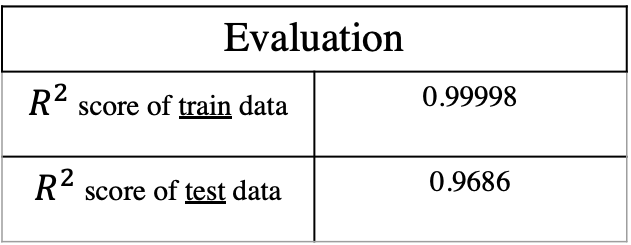 Evaluation
R² score of train data 0.99998
R² score of test data 0.9686